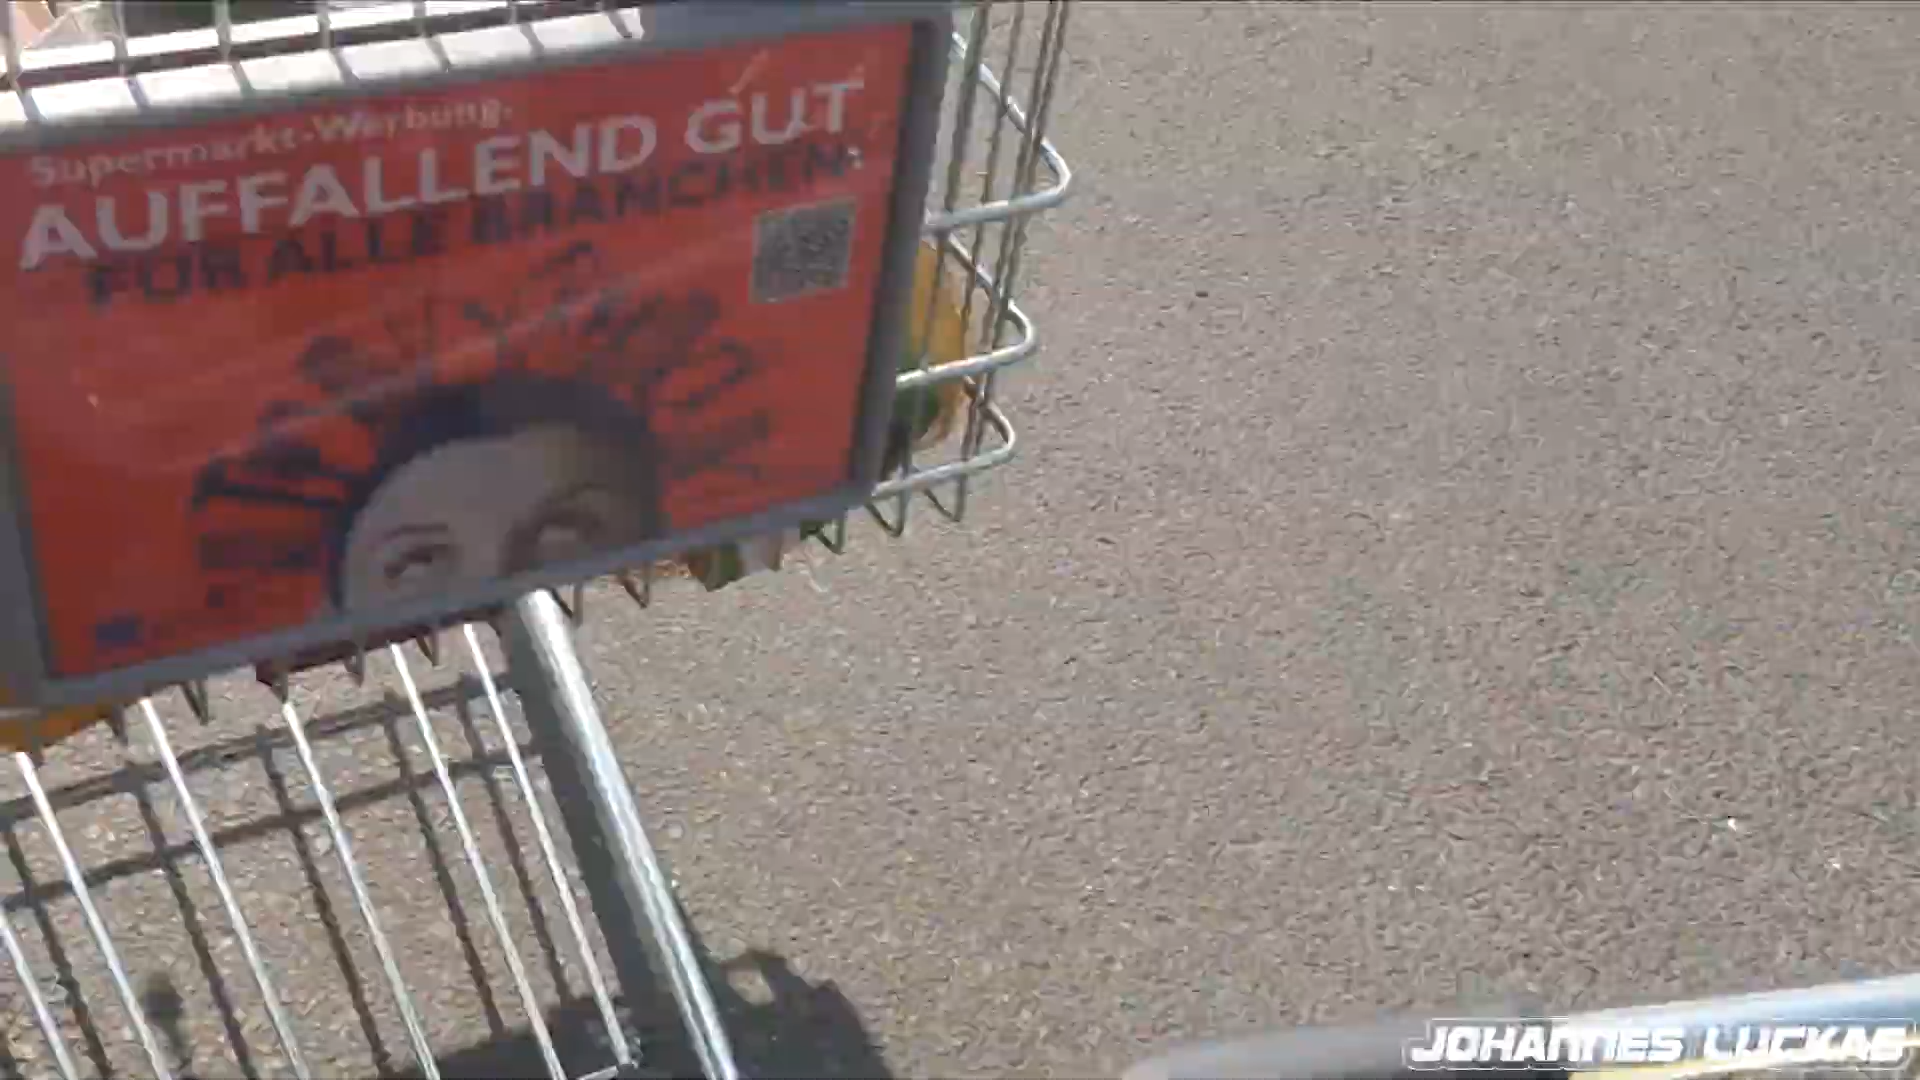 Supermarkt-Werbung.
AUFFALLEND GUT
FÜR ALLE BRANCHEN.
JOHANNES LUCKAS